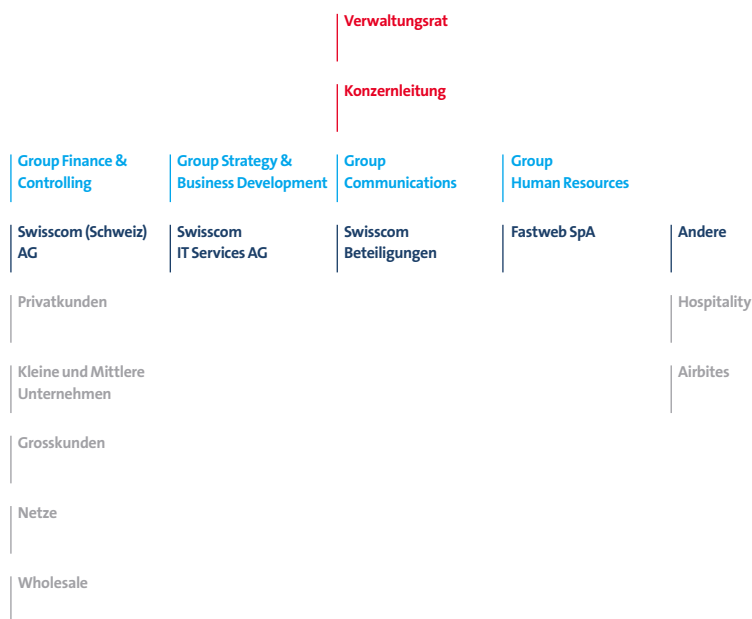 Verwaltungsrat
Konzernleitung
Group Finance &
Controlling
Group Strategy &
Business Development
Group
Communications
Group
Human Resources
Swisscom (Schweiz)
AG
Swisscom
IT Services AG
Swisscom
Beteiligungen
Fastweb SpA
Andere
Privatkunden
Hospitality
Kleine und Mittlere
Unternehmen
Airbites
Grosskunden
Netze
Wholesale